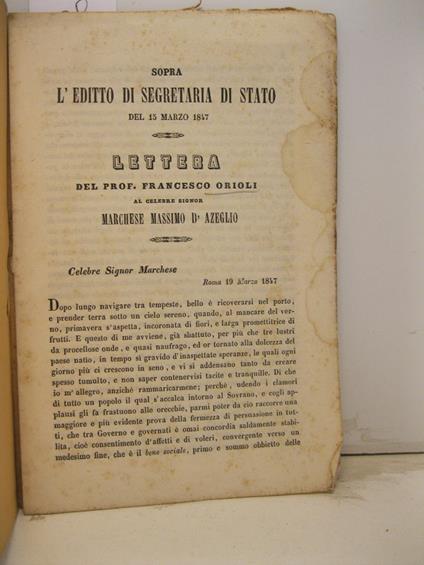 SOPRA
L' EDITTO DI SEGRETARIA DI STATO
DEL 15 MARZO 1847
LETTERA
DEL PROF. FRANCESCO ORIOLI
AL CELEBRE SIGNOR
MARCHESE MASSIMO D' AZEGLIO
Celebre Signor Marchese
Roma 19 Marzo 1847
Dopo lungo navigare tra tempeste, bello è ricoverarsi nel porto,
e prender terra sotto un cielo sereno, quando, al mancare del ver-
no, primavera s'aspetta, incoronata di fiori, e larga promettitrice di
frutti. E questo di me avviene, già sbattuto, per più che tre lustri
da procellose onde, e quasi naufrago, ed or tornato alla dolcezza del
paese natio, in tempo sì gravido d'inaspettate speranze, le quali ogni
giorno più ci crescono in seno, e vi si addensano tanto da creare
spesso tumulto, e non saper contenervisi tacite e tranquille. Di che
io m'allegro, anzichè rammaricarmene; perchè, udendo i clamori
di tutto un popolo il qual s'accalca intorno al Sovrano, e cogli ap-
plausi gli fa frastuono alle orecchie, parmi poter da ciò raccorre una
maggiore e più evidente prova della fermezza di persuasione in tut-
ti, che tra Governo e governati è omai concordia saldamente stabi-
lita, cioè consentimento d'affetti e di voleri, convergente verso un
medesimo fine, che è il bene sociale, primo e sommo obbietto delle